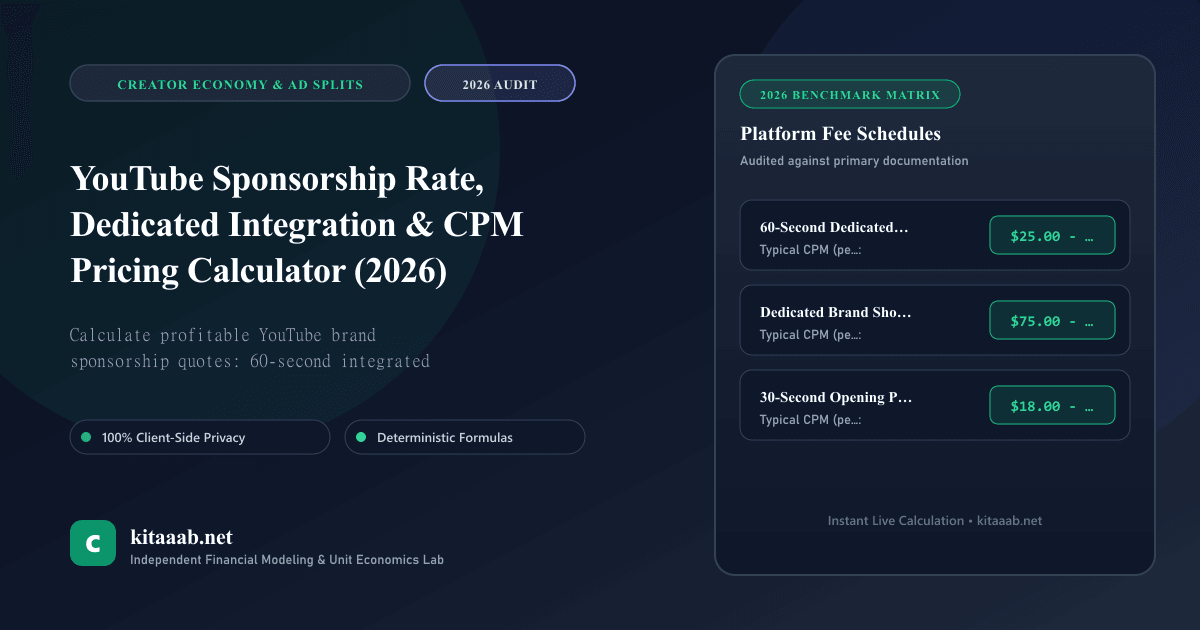 CREATOR ECONOMY & AD SPLITS
2026 AUDIT
YouTube Sponsorship Rate,
Dedicated Integration & CPM
Pricing Calculator (2026)
Calculate profitable YouTube brand
sponsorship quotes: 60-second integrated
100% Client-Side Privacy
Deterministic Formulas
C
kitaaab.net
Independent Financial Modeling & Unit Economics Lab
2026 BENCHMARK MATRIX
Platform Fee Schedules
Audited against primary documentation
60-Second Dedicated…
Typical CPM (pe…:
$25.00 - …
Dedicated Brand Sho…
Typical CPM (pe…:
$75.00 - …
30-Second Opening P…
Typical CPM (pe…:
$18.00 - …
Instant Live Calculation • kitaaab.net